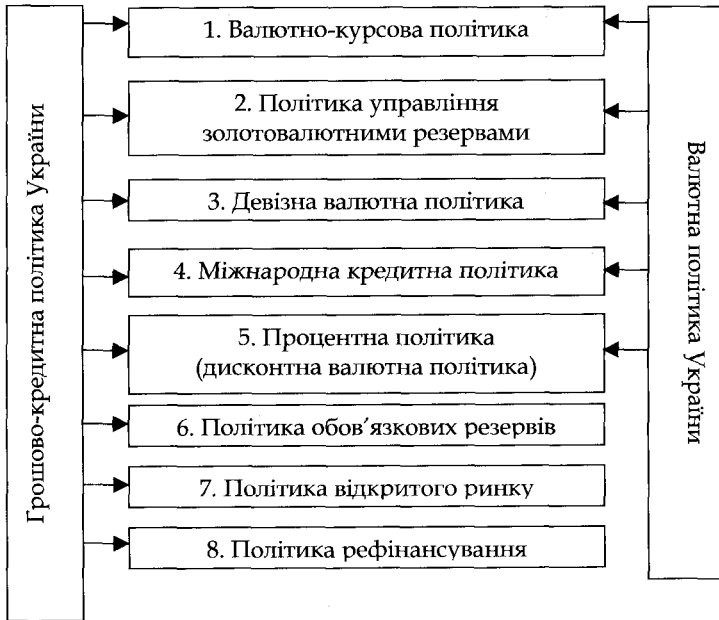 Грошово-кредитна політика України
1. Валютно-курсова політика
2. Політика управління
золотовалютними резервами
3. Девізна валютна політика
4. Міжнародна кредитна політика
5. Процентна політика
(дисконтна валютна політика)
6. Політика обов’язкових резервів
7. Політика відкритого ринку
8. Політика рефінансування
Валютна політика України